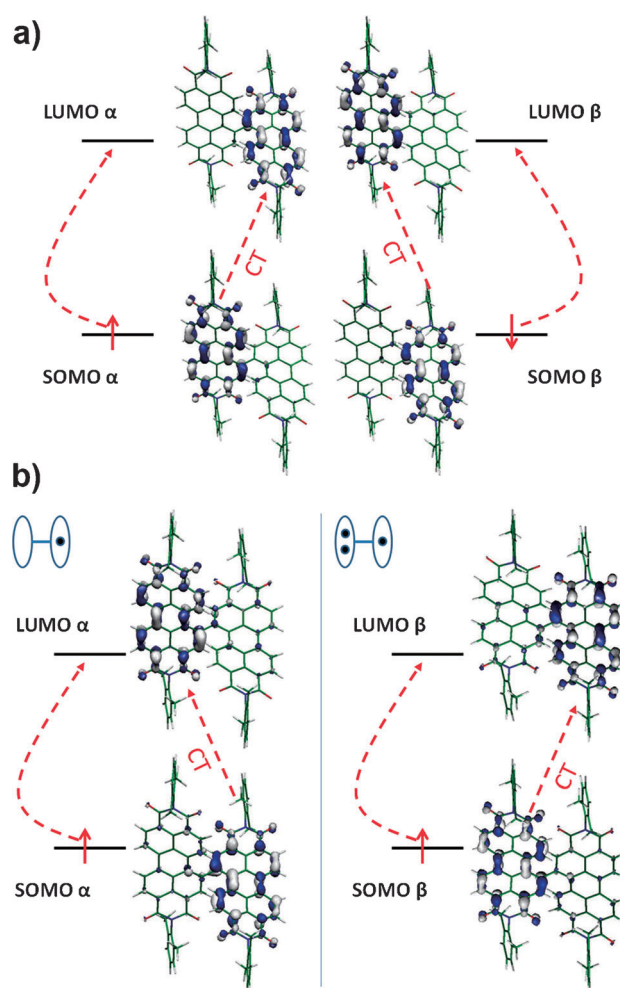 a)
LUMO α
LUMO β
CT
CT
SOMO α
SOMO β
b)
LUMO α
LUMO β
CT
CT
SOMO α
SOMO β